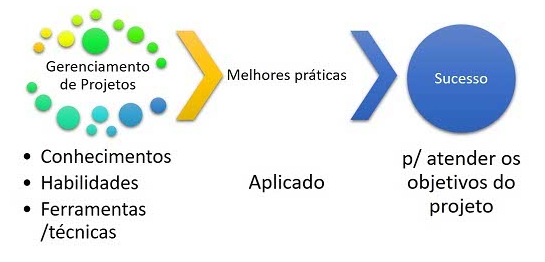 Gerenciamento
de Projetos
Melhores práticas
Sucesso
• Conhecimentos
• Habilidades
• Ferramentas
/técnicas
Aplicado
p/ atender os
objetivos do
projeto